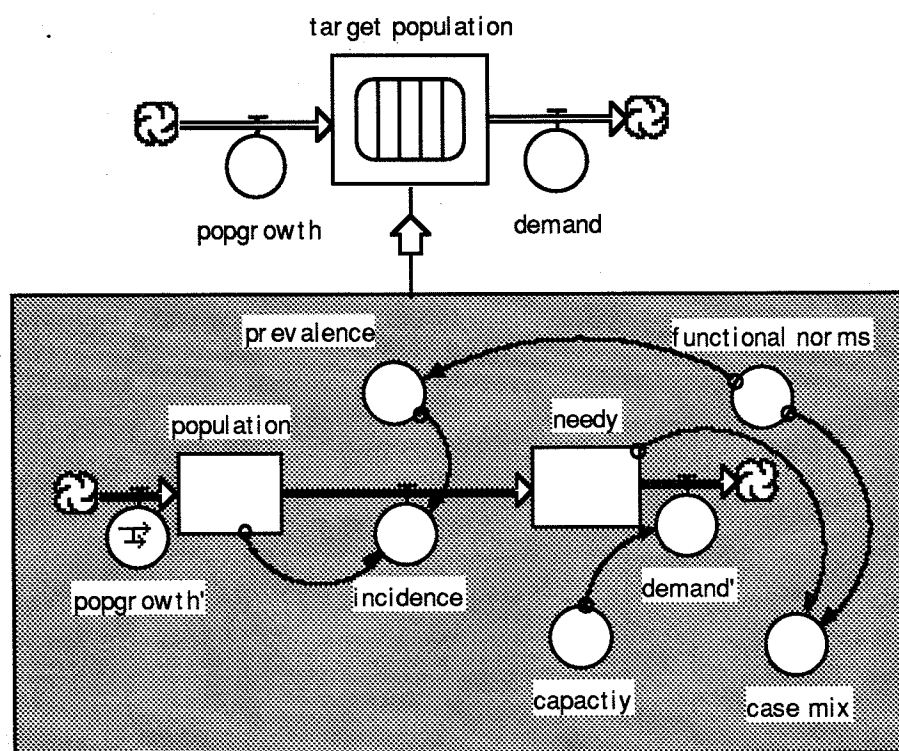 target population
popgrowth
demand
prevalence
functional norms
population
needy
popgrowth'
incidence
demand'
capactiy
case mix